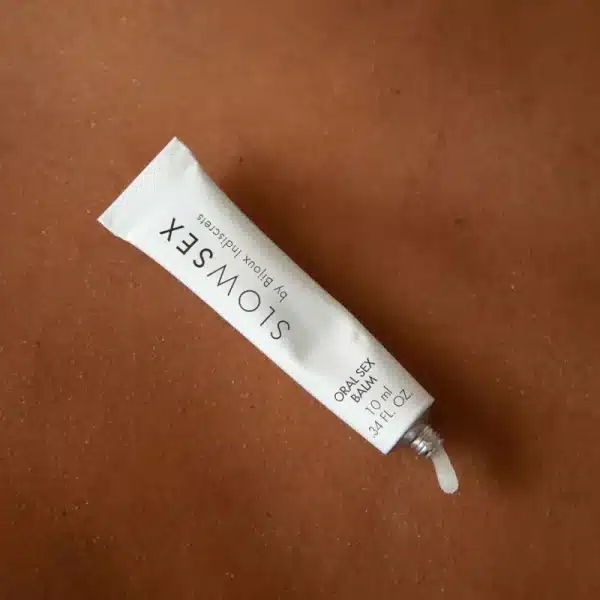 SLOWSEX
by Bijoux Indiscrets
ORAL SEX
BALM
10 ml
.34 FL. OZ.